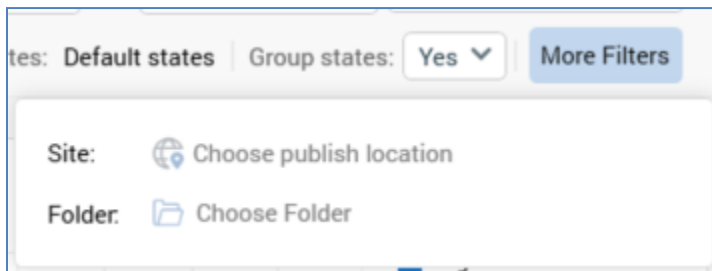 tes: Default states Group states: Yes More Filters
Site: Choose publish location
Folder: Choose Folder